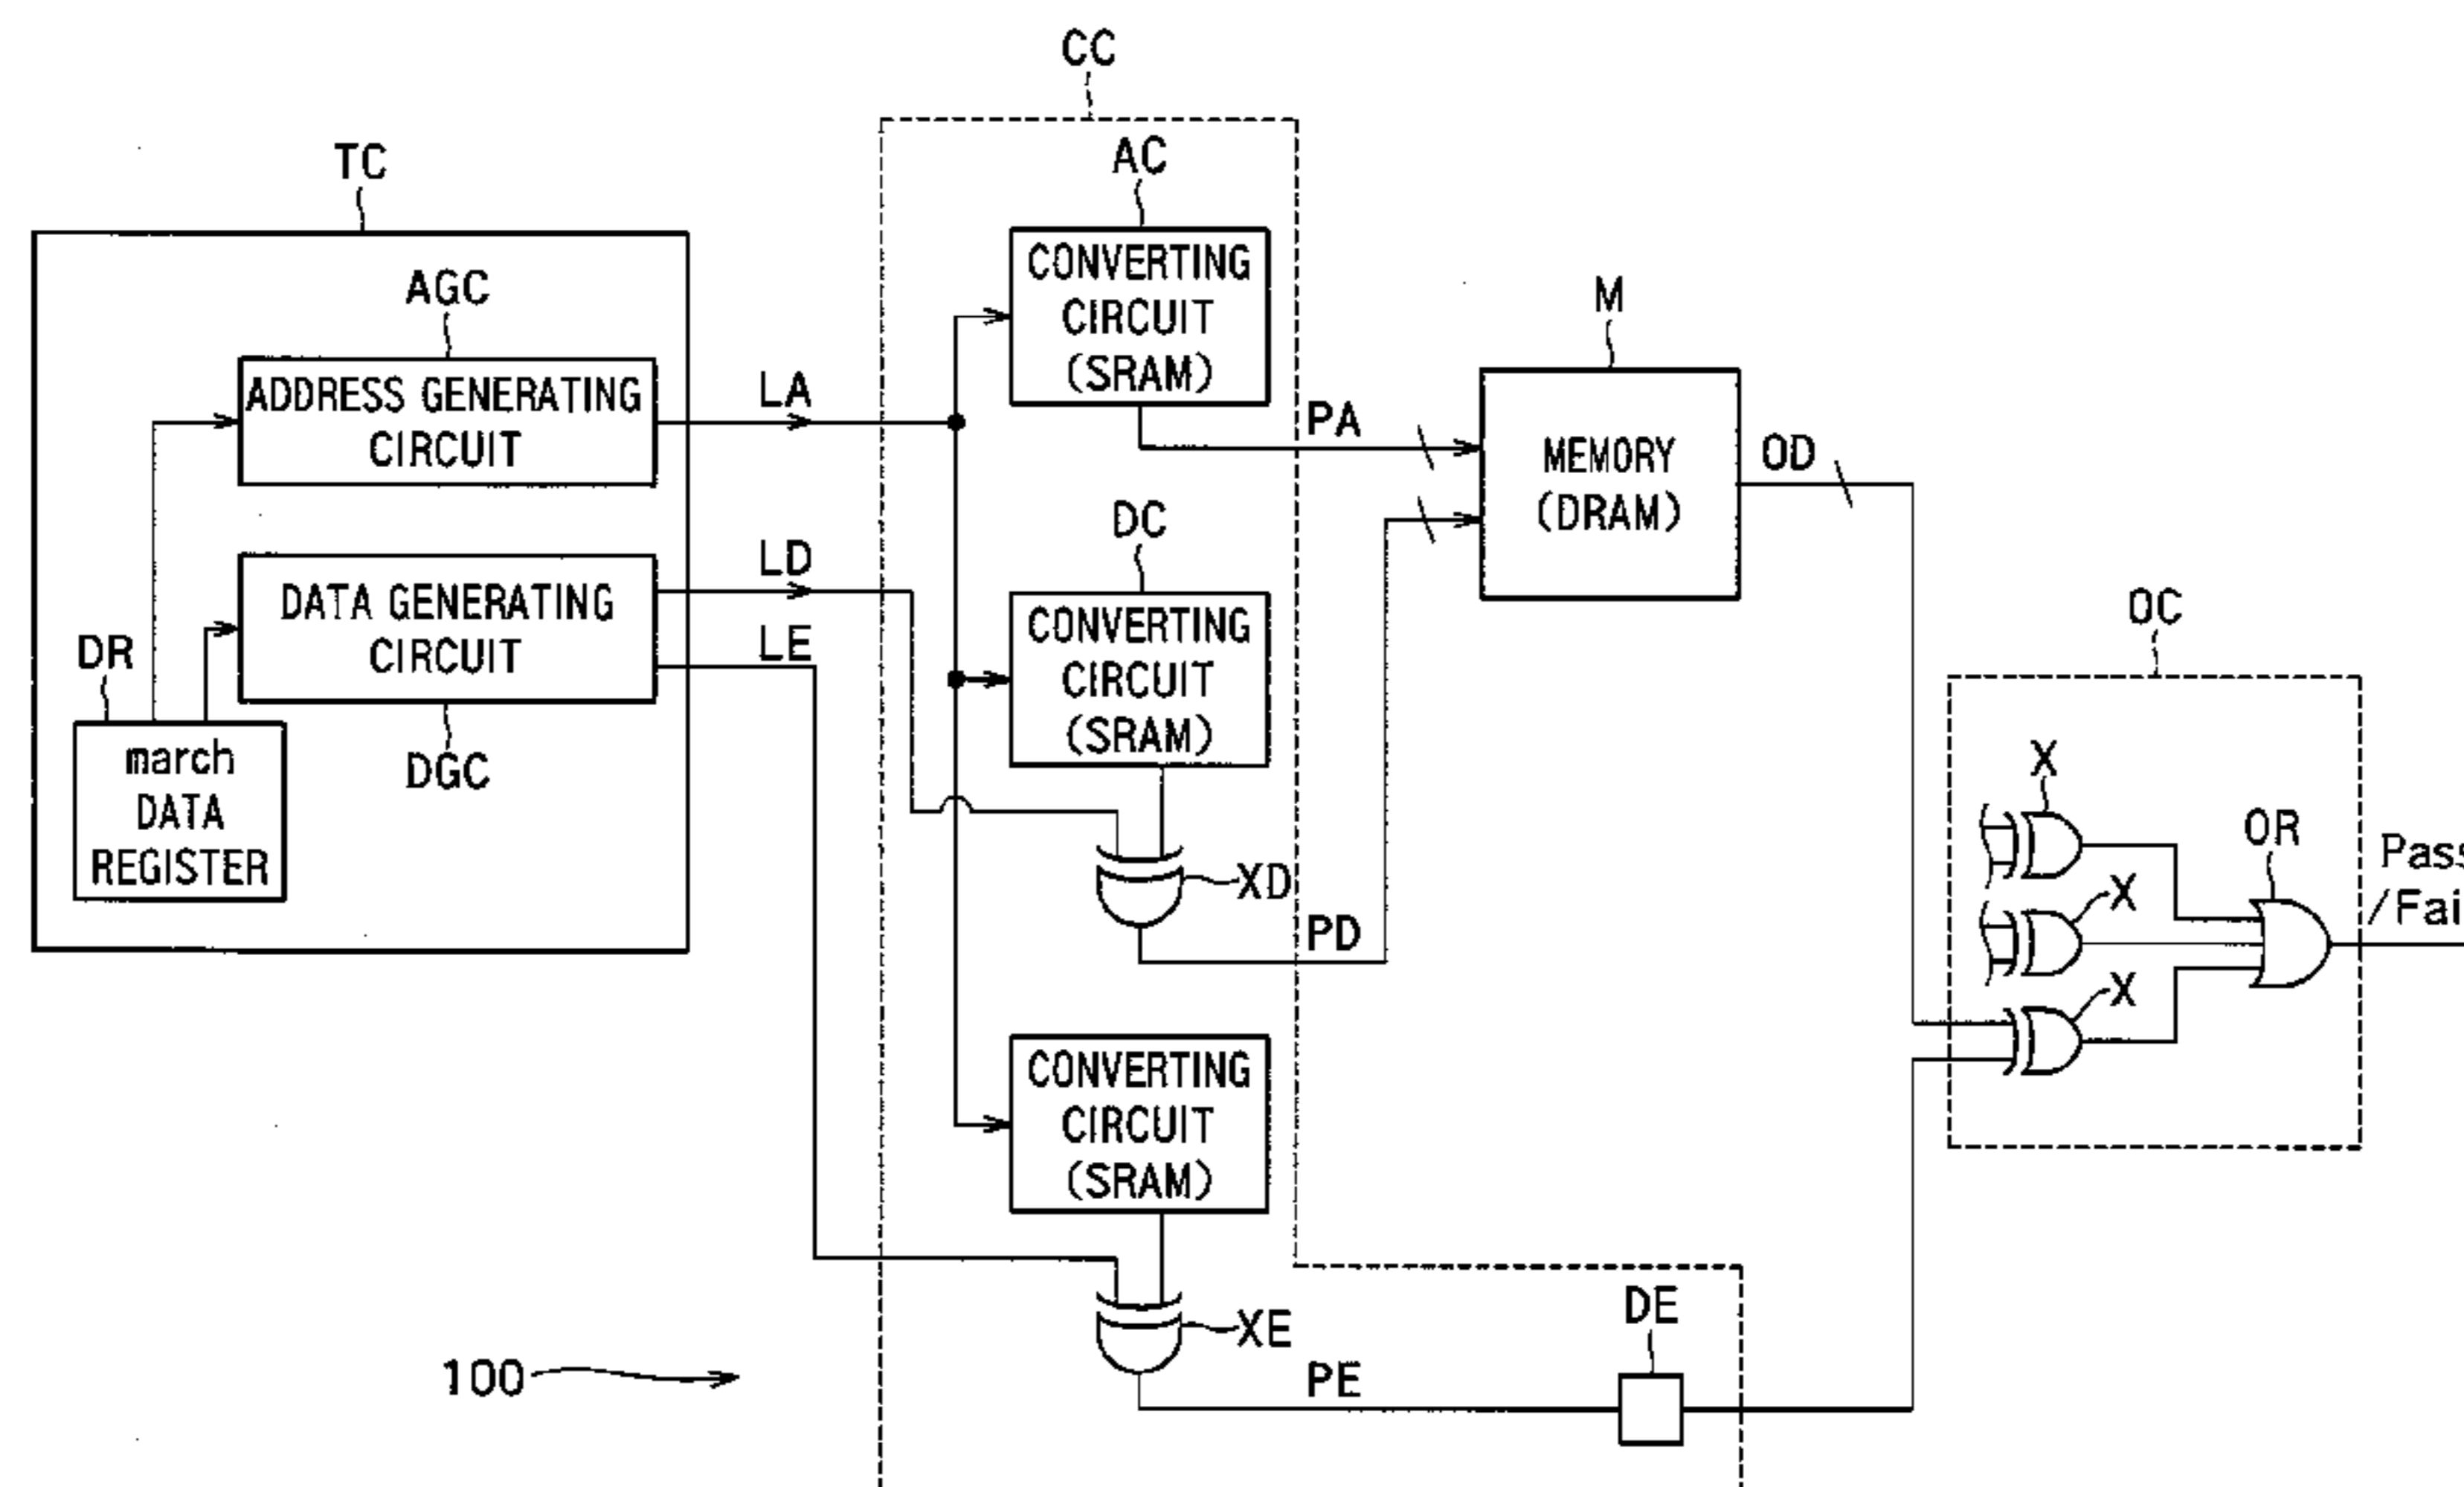 CC
TC
AC
CONVERTING
CIRCUIT
(SRAM)
AGC
ADDRESS GENERATING
CIRCUIT
LA
PA
M
MEMORY
(DRAM)
OD
DC
CONVERTING
CIRCUIT
(SRAM)
LD
DATA GENERATING
CIRCUIT
LE
DR
march
DATA
REGISTER
DGC
XD
PD
OC
X
X
X
OR
Pass
/Fai
CONVERTING
CIRCUIT
(SRAM)
XE
DE
PE
100